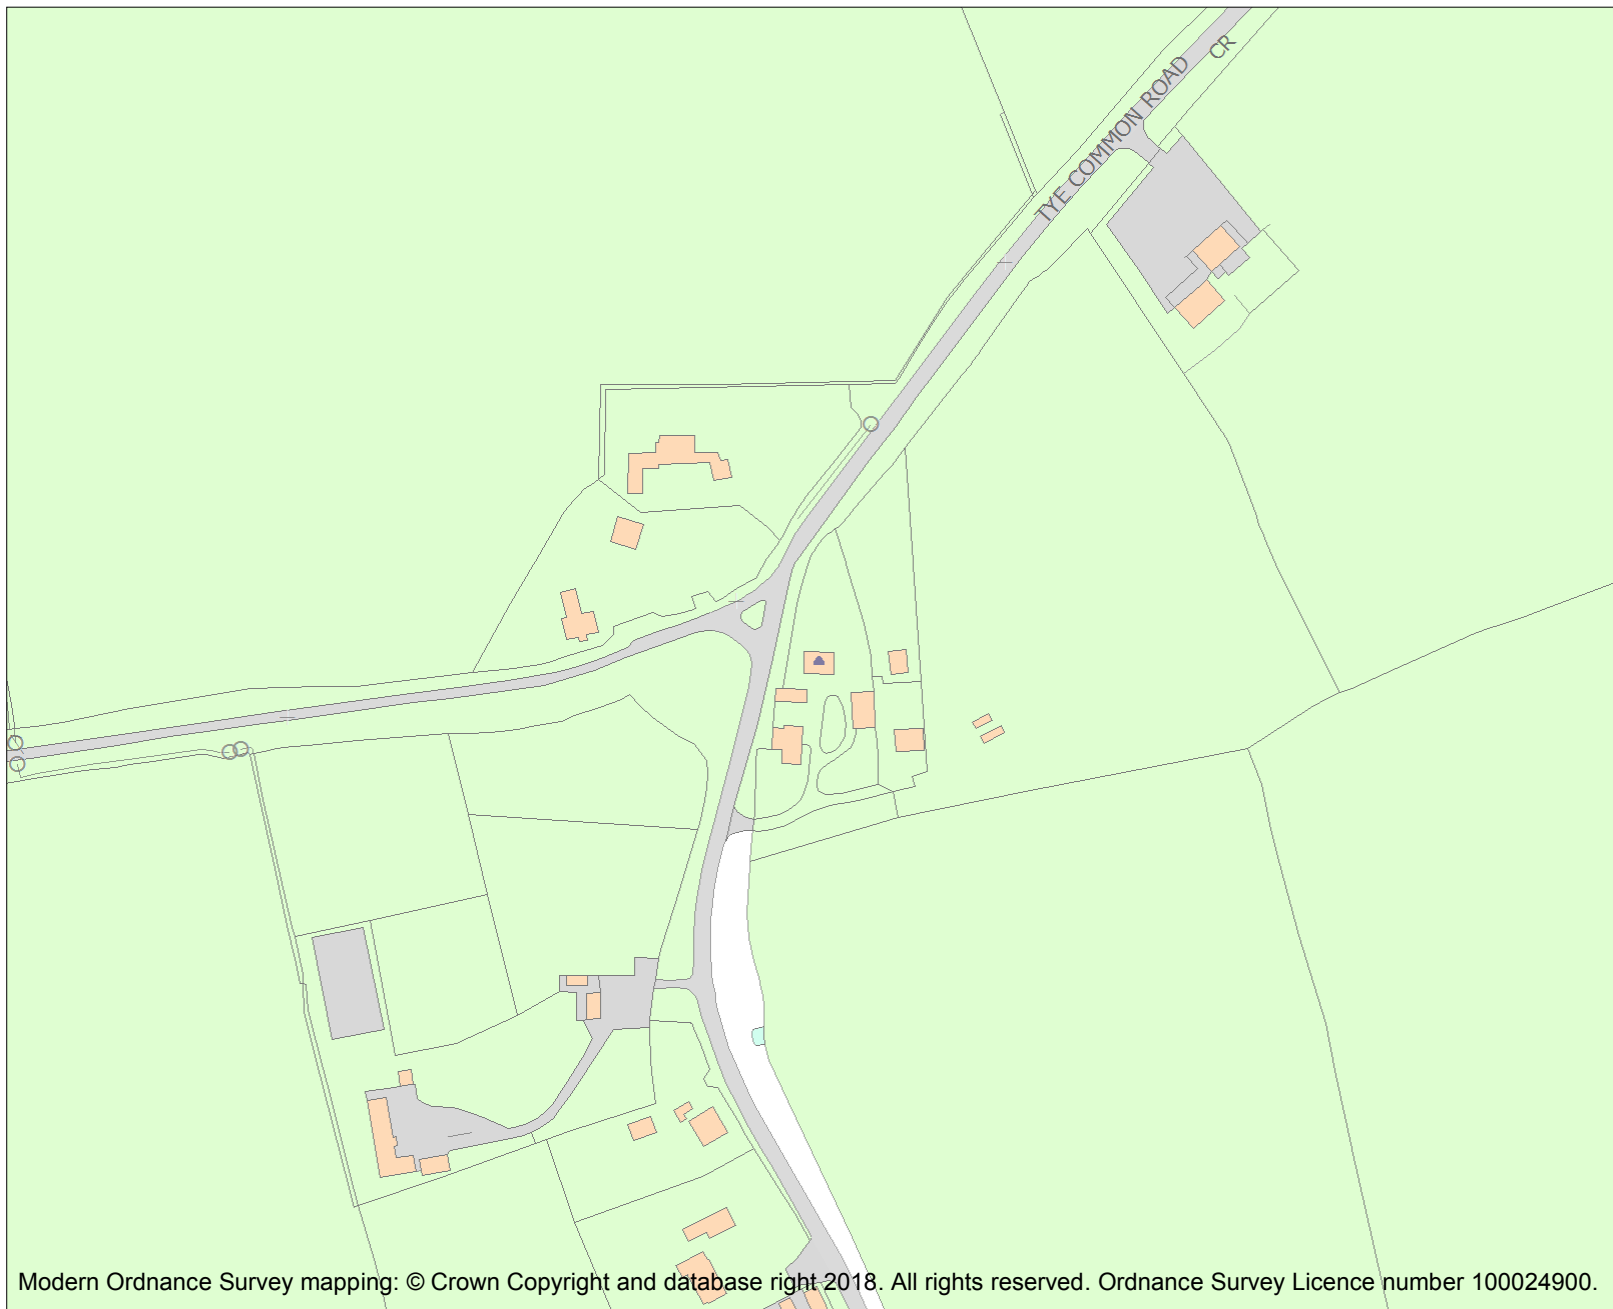 CR
TYE COMMON ROAD
Modern Ordnance Survey mapping: © Crown Copyright and database right 2018. All rights reserved. Ordnance Survey Licence number 100024900.